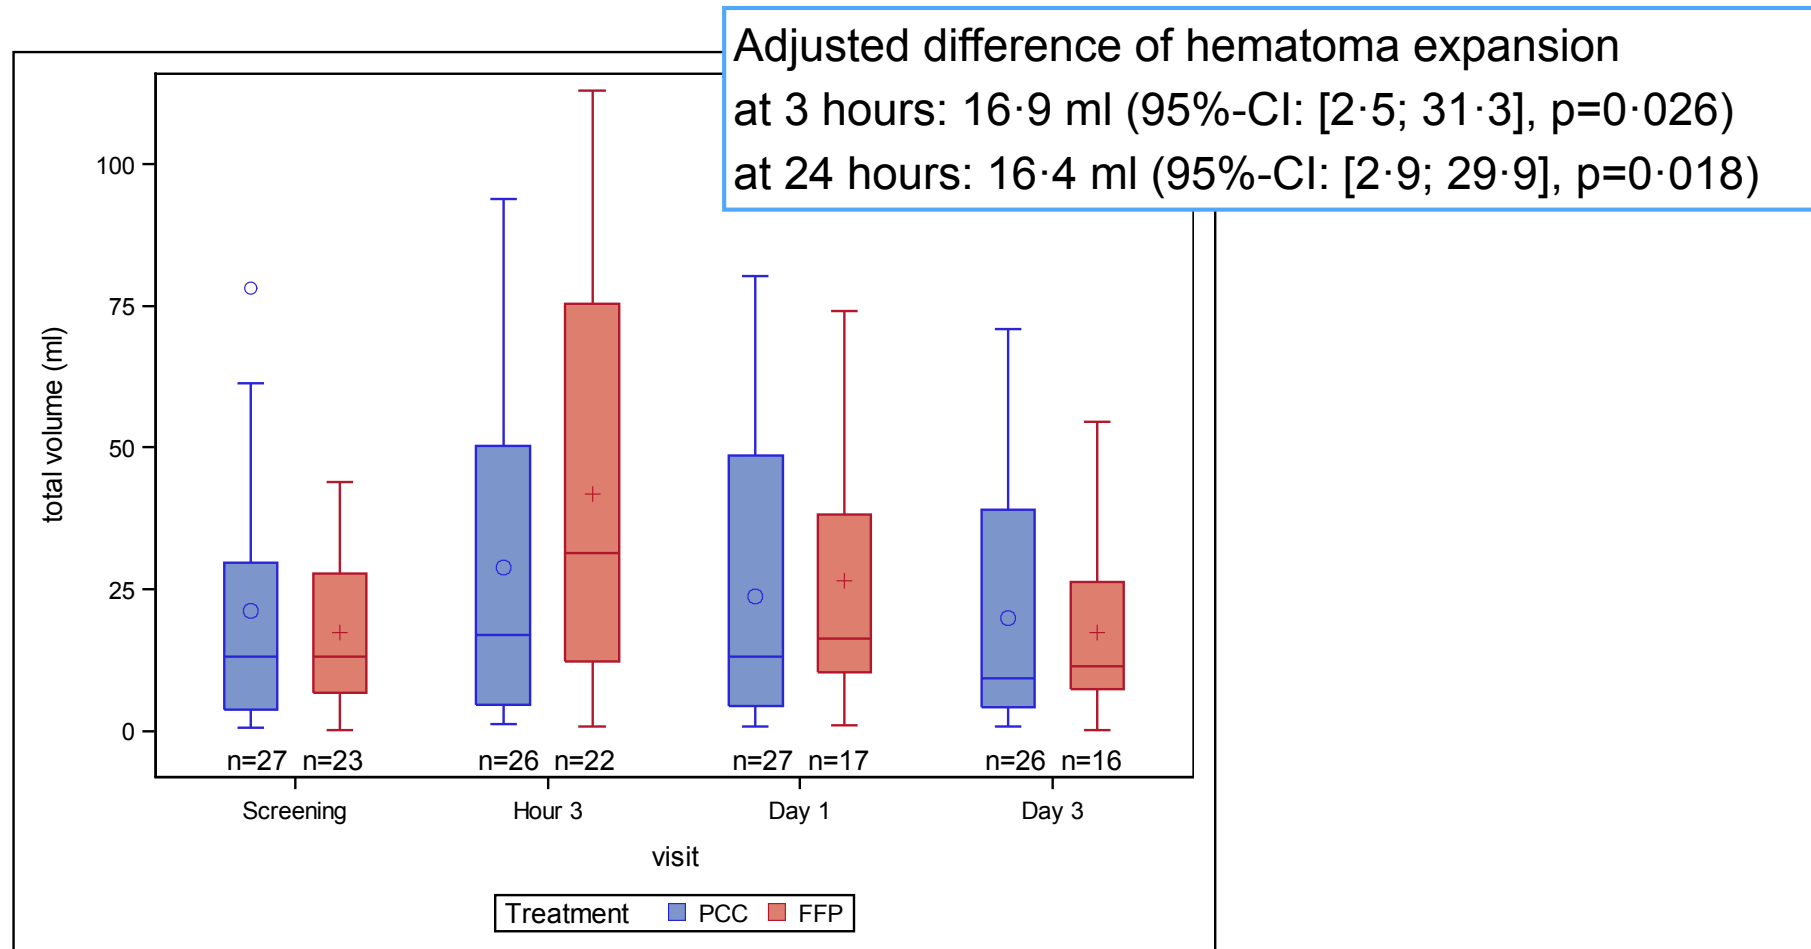 Adjusted difference of hematoma expansion
at 3 hours: 16·9 ml (95%-CI: [2·5; 31·3], p=0·026)
at 24 hours: 16·4 ml (95%-CI: [2·9; 29·9], p=0·018)
100
75
50
25
0
total volume (ml)
n=27 n=23 n=26 n=22 n=27 n=17 n=26 n=16
Screening Hour 3 Day 1 Day 3
visit
Treatment PCC FFP